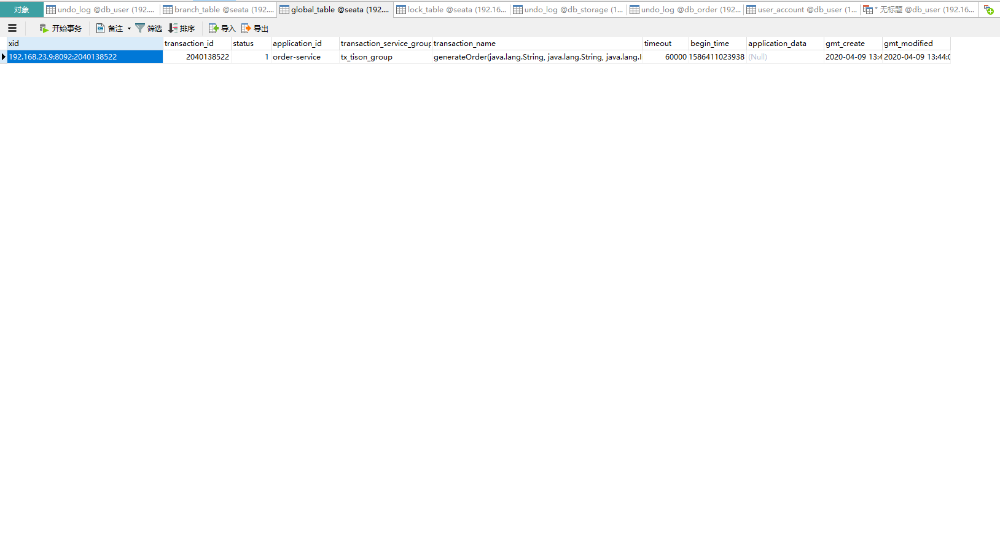 对象 undo_log @db_user (192.... branch_table @seata (192.... global_table @seata (192.... lock_table @seata (192.16... undo_log @db_storage (1... undo_log @db_order (192... user_account @db_user (1... * 无标题 @db_user (192.16...
开始事务 备注 筛选 排序 导入 导出
xid transaction_id status application_id transaction_service_group transaction_name timeout begin_time application_data gmt_create gmt_modified
192.168.23.9:8092:2040138522 2040138522 1 order-service tx_tison_group generateOrder(java.lang.String, java.lang.String, java.lang.I 60000 1586411023938 (Null) 2020-04-09 13:4 2020-04-09 13:44:0